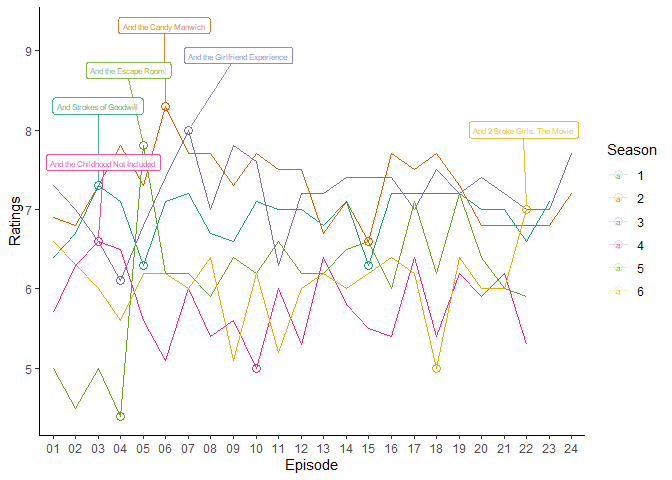 And the Candy Manwich
And the Girlfriend Experience
And the Escape Room
And Strokes of Goodwill
And 2 Broke Girls: The Movie
And the Childhood Not Included
Ratings
9
8
7
6
5
01 02 03 04 05 06 07 08 09 10 11 12 13 14 15 16 17 18 19 20 21 22 23 24
Episode
Season
a 1
a 2
a 3
a 4
a 5
a 6